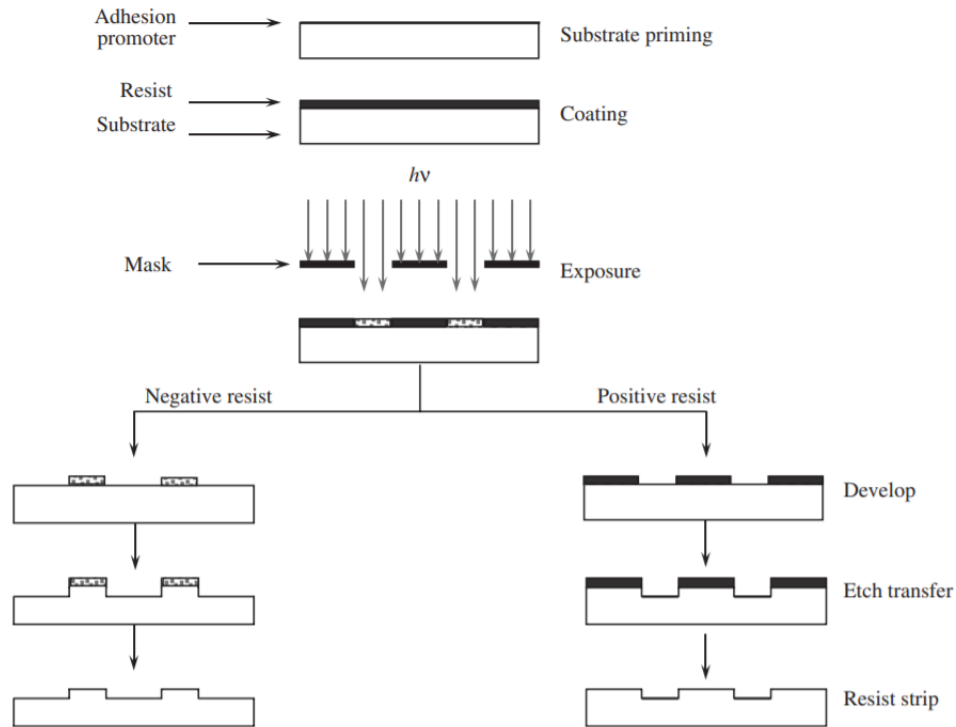 Adhesion
promoter
Substrate priming
Resist
Substrate
Coating
hν
Mask
Exposure
Negative resist
Positive resist
Develop
Etch transfer
Resist strip